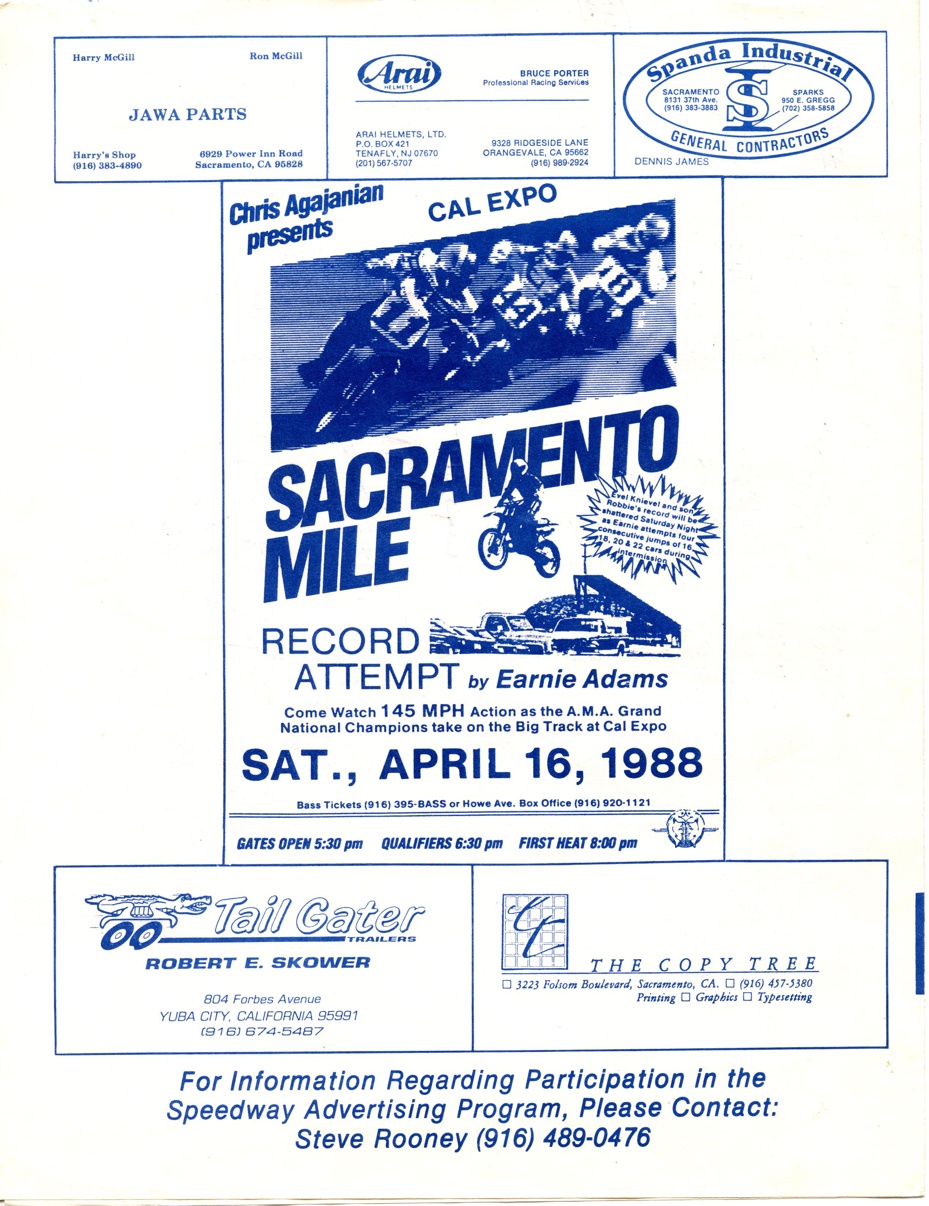 Harry McGill
Ron McGill
JAWA PARTS
Harry's Shop
(916) 383-4890
6929 Power Inn Road
Sacramento, CA 95828
Arai
HELMETS
BRUCE PORTER
Professional Racing Services
ARAI HELMETS, LTD.
P.O. BOX 421
TENAFLY, NJ 07670
(201) 567-5707
9328 RIDGESIDE LANE
ORANGEVALE, CA 95662
(916) 989-2924
Spanda Industrial
SACRAMENTO
8131 37th Ave.
(916) 383-3883
SI
SPARKS
950 E. GREGG
(702) 358-5858
GENERAL CONTRACTORS
DENNIS JAMES
Chris Agajanian
presents
CAL EXPO
44
18
SACRAMENTO
MILE
Evel Knievel and son
Robbie's record will be
shattered Saturday Night
as Earnie attempts four
consecutive jumps of 16,
18, 20 & 22 cars during
intermission.
RECORD
ATTEMPT by Earnie Adams
Come Watch 145 MPH Action as the A.M.A. Grand
National Champions take on the Big Track at Cal Expo
SAT., APRIL 16, 1988
Bass Tickets (916) 395-BASS or Howe Ave. Box Office (916) 920-1121
GATES OPEN 5:30 pm QUALIFIERS 6:30 pm FIRST HEAT 8:00 pm
Tail Gater
TRAILERS
ROBERT E. SKOWER
804 Forbes Avenue
YUBA CITY, CALIFORNIA 95991
(916) 674-5487
THE COPY TREE
□ 3223 Folsom Boulevard, Sacramento, CA. □ (916) 457-5380
Printing □ Graphics □ Typesetting
For Information Regarding Participation in the
Speedway Advertising Program, Please Contact:
Steve Rooney (916) 489-0476